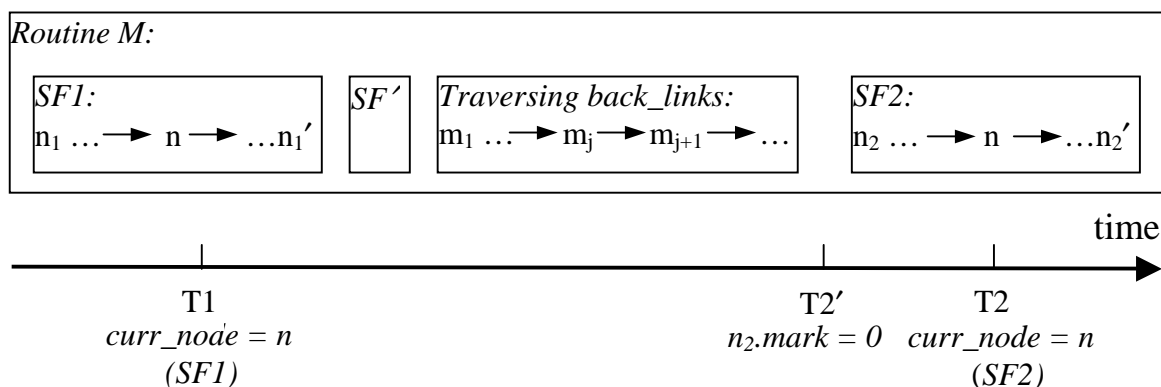 Routine M:
SF1: SF′ Traversing back_links: SF2:
n₁ … → n → …n₁′ m₁ … → mⱼ → mⱼ₊₁ → … n₂ … → n → …n₂′
time
T1 T2′ T2
curr_node = n n₂.mark = 0 curr_node = n
(SF1) (SF2)